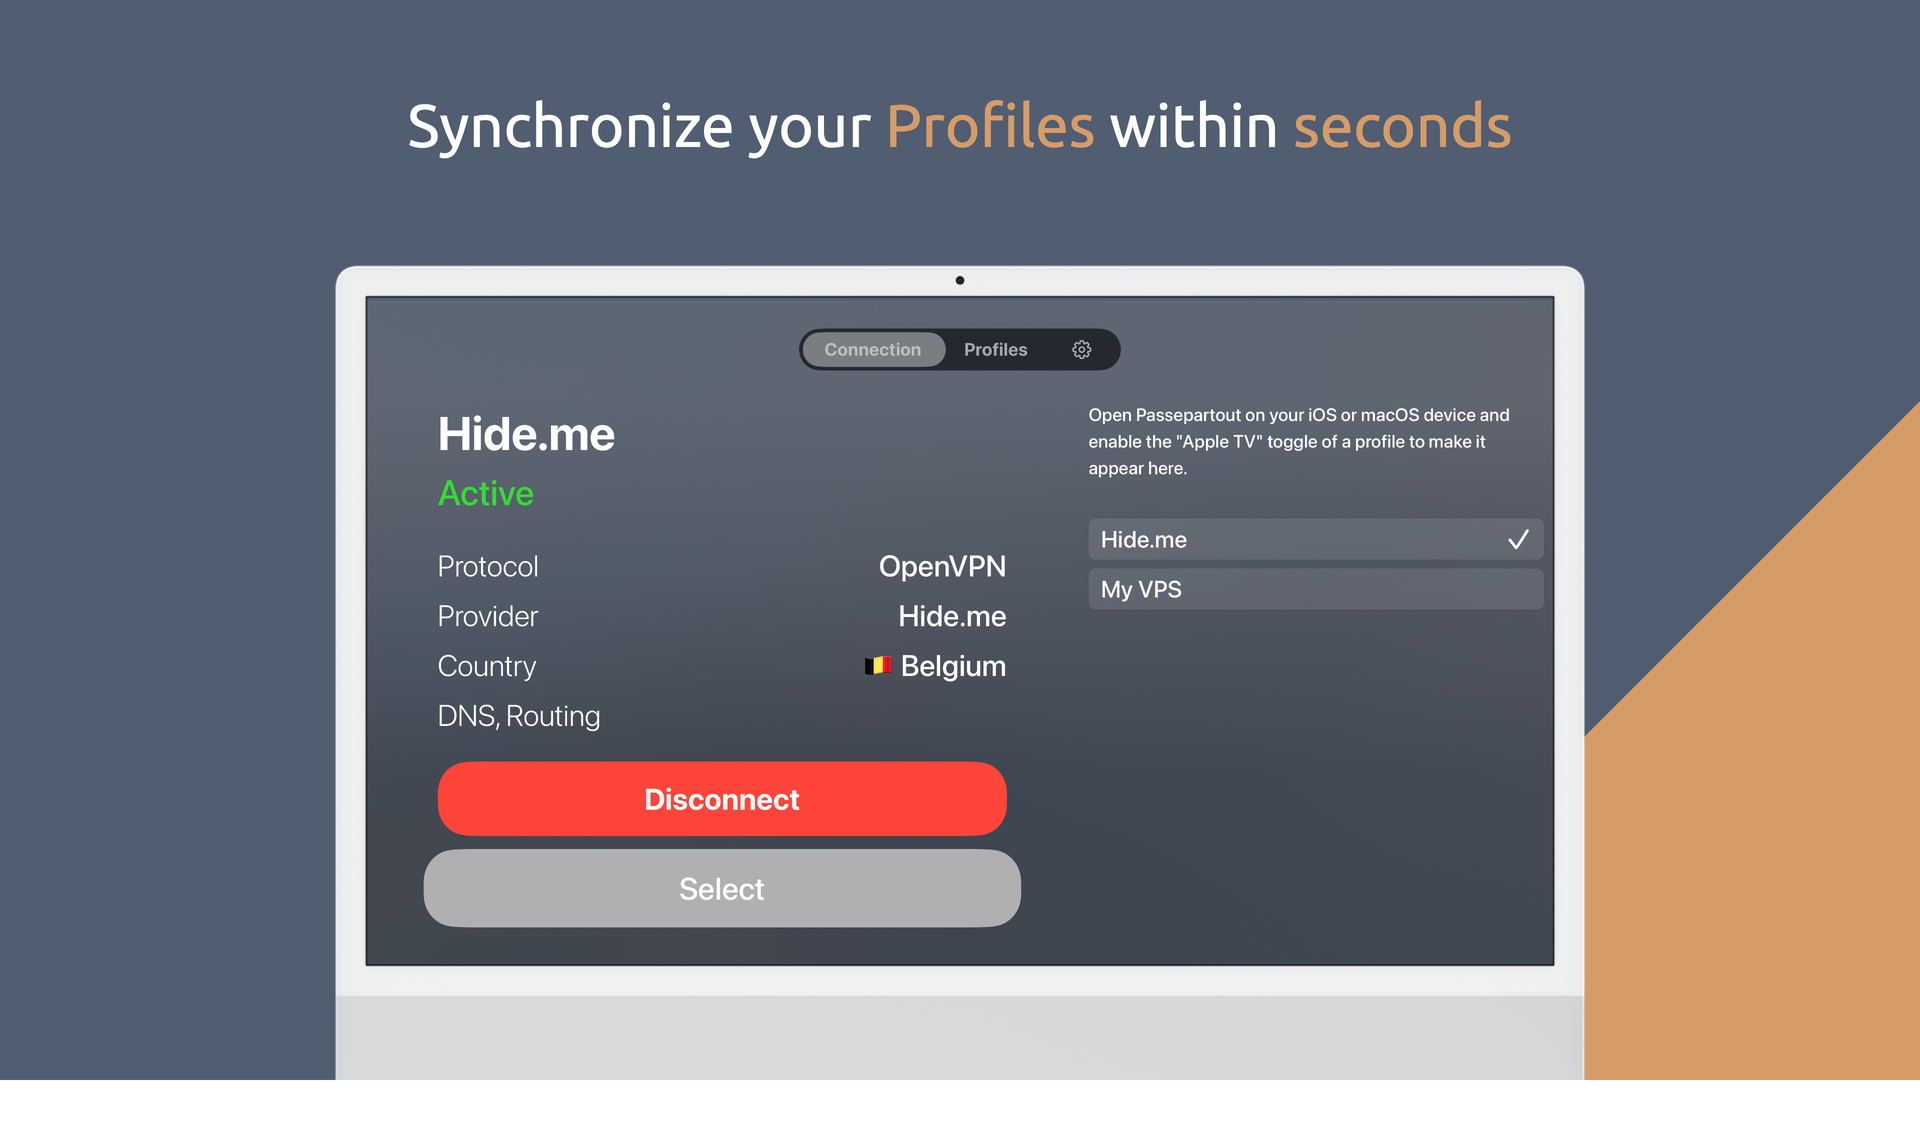 Synchronize your Profiles within seconds
Connection Profiles
Hide.me
Active
Protocol OpenVPN
Provider Hide.me
Country Belgium
DNS, Routing
Disconnect
Select
Open Passepartout on your iOS or macOS device and
enable the "Apple TV" toggle of a profile to make it
appear here.
Hide.me
My VPS